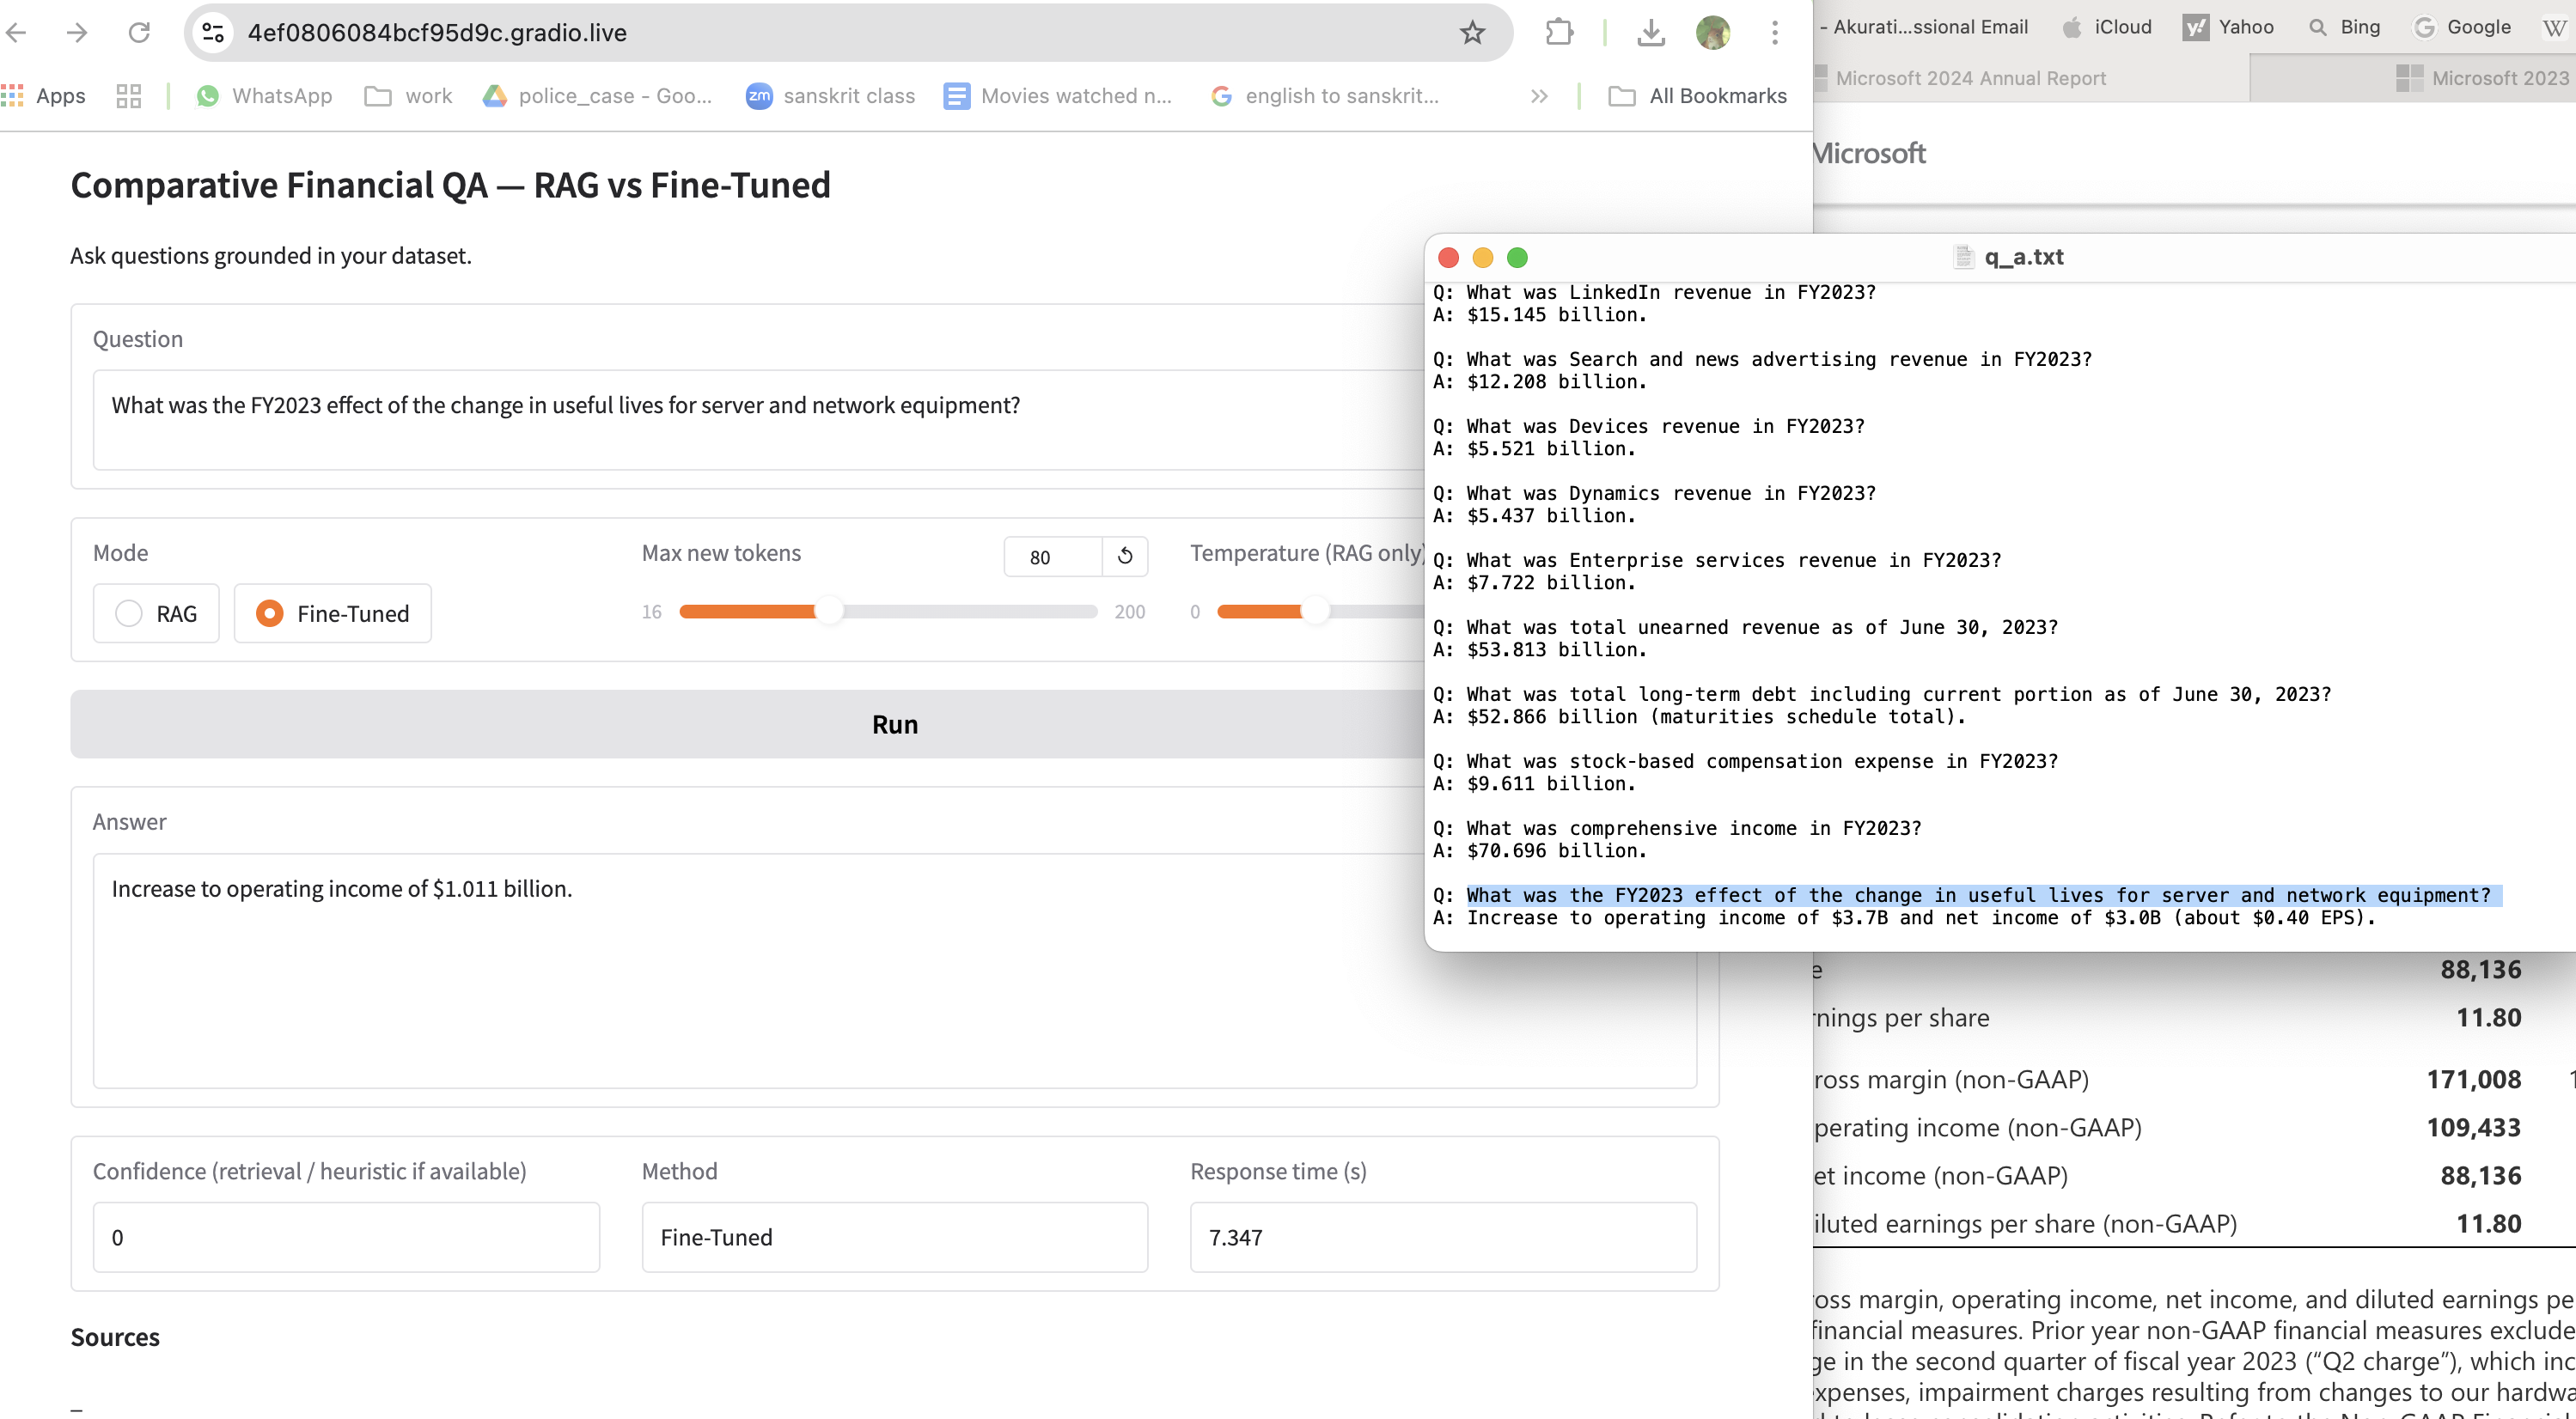 4ef0806084bcf95d9c.gradio.live
Apps
WhatsApp
work
police_case - Goo...
zm
sanskrit class
Movies watched n...
english to sanskrit...
»
All Bookmarks
- Akurati...ssional Email
iCloud
Yahoo
Bing
Google
W
Microsoft 2024 Annual Report
Microsoft 2023
Microsoft
Comparative Financial QA — RAG vs Fine-Tuned
Ask questions grounded in your dataset.
Question
What was the FY2023 effect of the change in useful lives for server and network equipment?
Mode
RAG
Fine-Tuned
Max new tokens
80
16
200
Temperature (RAG only)
0
Run
Answer
Increase to operating income of $1.011 billion.
Confidence (retrieval / heuristic if available)
0
Method
Fine-Tuned
Response time (s)
7.347
Sources
–
q_a.txt
Q: What was LinkedIn revenue in FY2023?
A: $15.145 billion.
Q: What was Search and news advertising revenue in FY2023?
A: $12.208 billion.
Q: What was Devices revenue in FY2023?
A: $5.521 billion.
Q: What was Dynamics revenue in FY2023?
A: $5.437 billion.
Q: What was Enterprise services revenue in FY2023?
A: $7.722 billion.
Q: What was total unearned revenue as of June 30, 2023?
A: $53.813 billion.
Q: What was total long-term debt including current portion as of June 30, 2023?
A: $52.866 billion (maturities schedule total).
Q: What was stock-based compensation expense in FY2023?
A: $9.611 billion.
Q: What was comprehensive income in FY2023?
A: $70.696 billion.
Q: What was the FY2023 effect of the change in useful lives for server and network equipment?
A: Increase to operating income of $3.7B and net income of $3.0B (about $0.40 EPS).
e 88,136
rnings per share 11.80
ross margin (non-GAAP) 171,008 1
perating income (non-GAAP) 109,433
et income (non-GAAP) 88,136
iluted earnings per share (non-GAAP) 11.80
oss margin, operating income, net income, and diluted earnings pe
financial measures. Prior year non-GAAP financial measures exclude
ge in the second quarter of fiscal year 2023 (“Q2 charge”), which inc
expenses, impairment charges resulting from changes to our hardwa